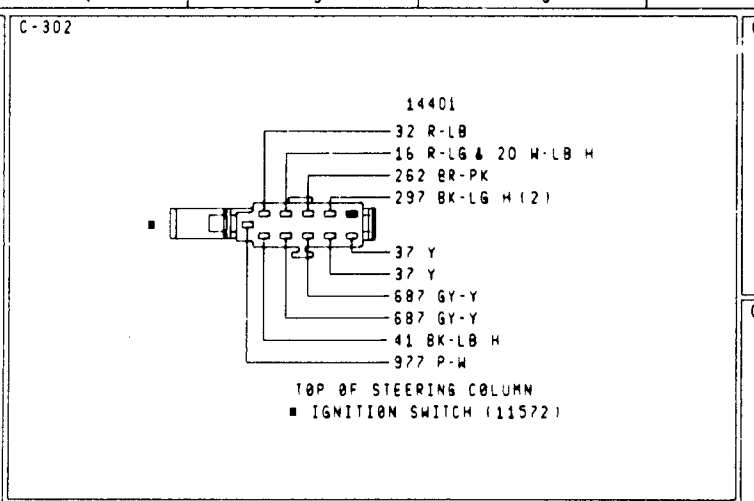 C-302
14401
32 R-LB
16 R-LG & 20 W-LB H
262 BR-PK
297 BK-LG H (2)
37 Y
37 Y
687 GY-Y
687 GY-Y
41 BK-LB H
977 P-W
TOP OF STEERING COLUMN
■ IGNITION SWITCH (11572)